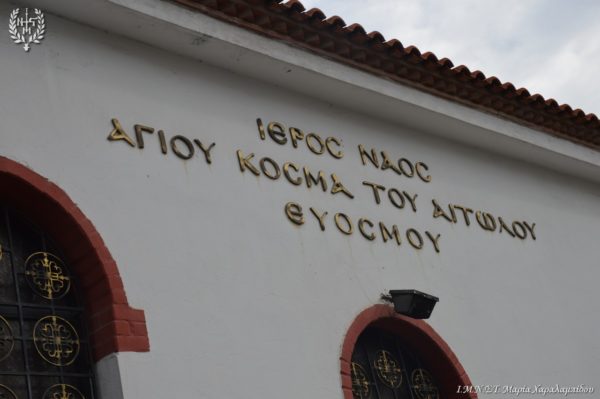 ΙΕΡΟϹ ΝΑΟϹ
ΑΓΙΟΥ ΚΟϹΜΑ ΤΟΥ ΑΙΤΩΛΟΥ
ΕΥΟϹΜΟΥ
Ι.Μ.Ν &Σ.Τ. Μαρία Χαραλαμπίδου